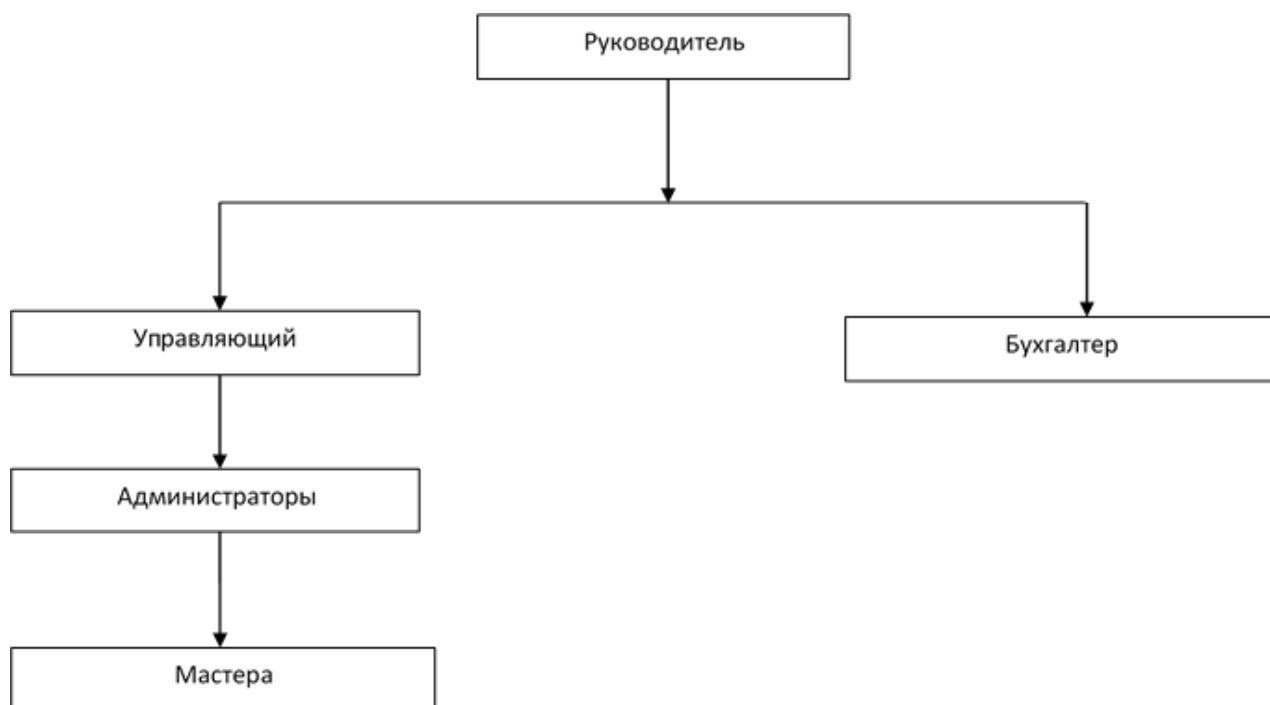 Руководитель
Управляющий
Бухгалтер
Администраторы
Мастера